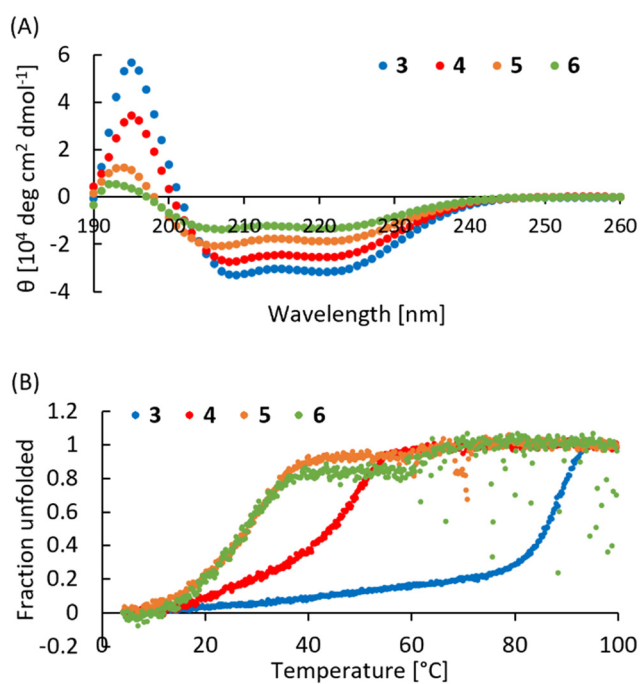 (A)
6
4
2
0
-2
-4
3 4 5 6
190 200 210 220 230 240 250 260
θ [10⁴ deg cm² dmol⁻¹]
Wavelength [nm]
(B)
3 4 5 6
1.2
1
0.8
0.6
0.4
0.2
0
-0.2
0 20 40 60 80 100
Fraction unfolded
Temperature [°C]